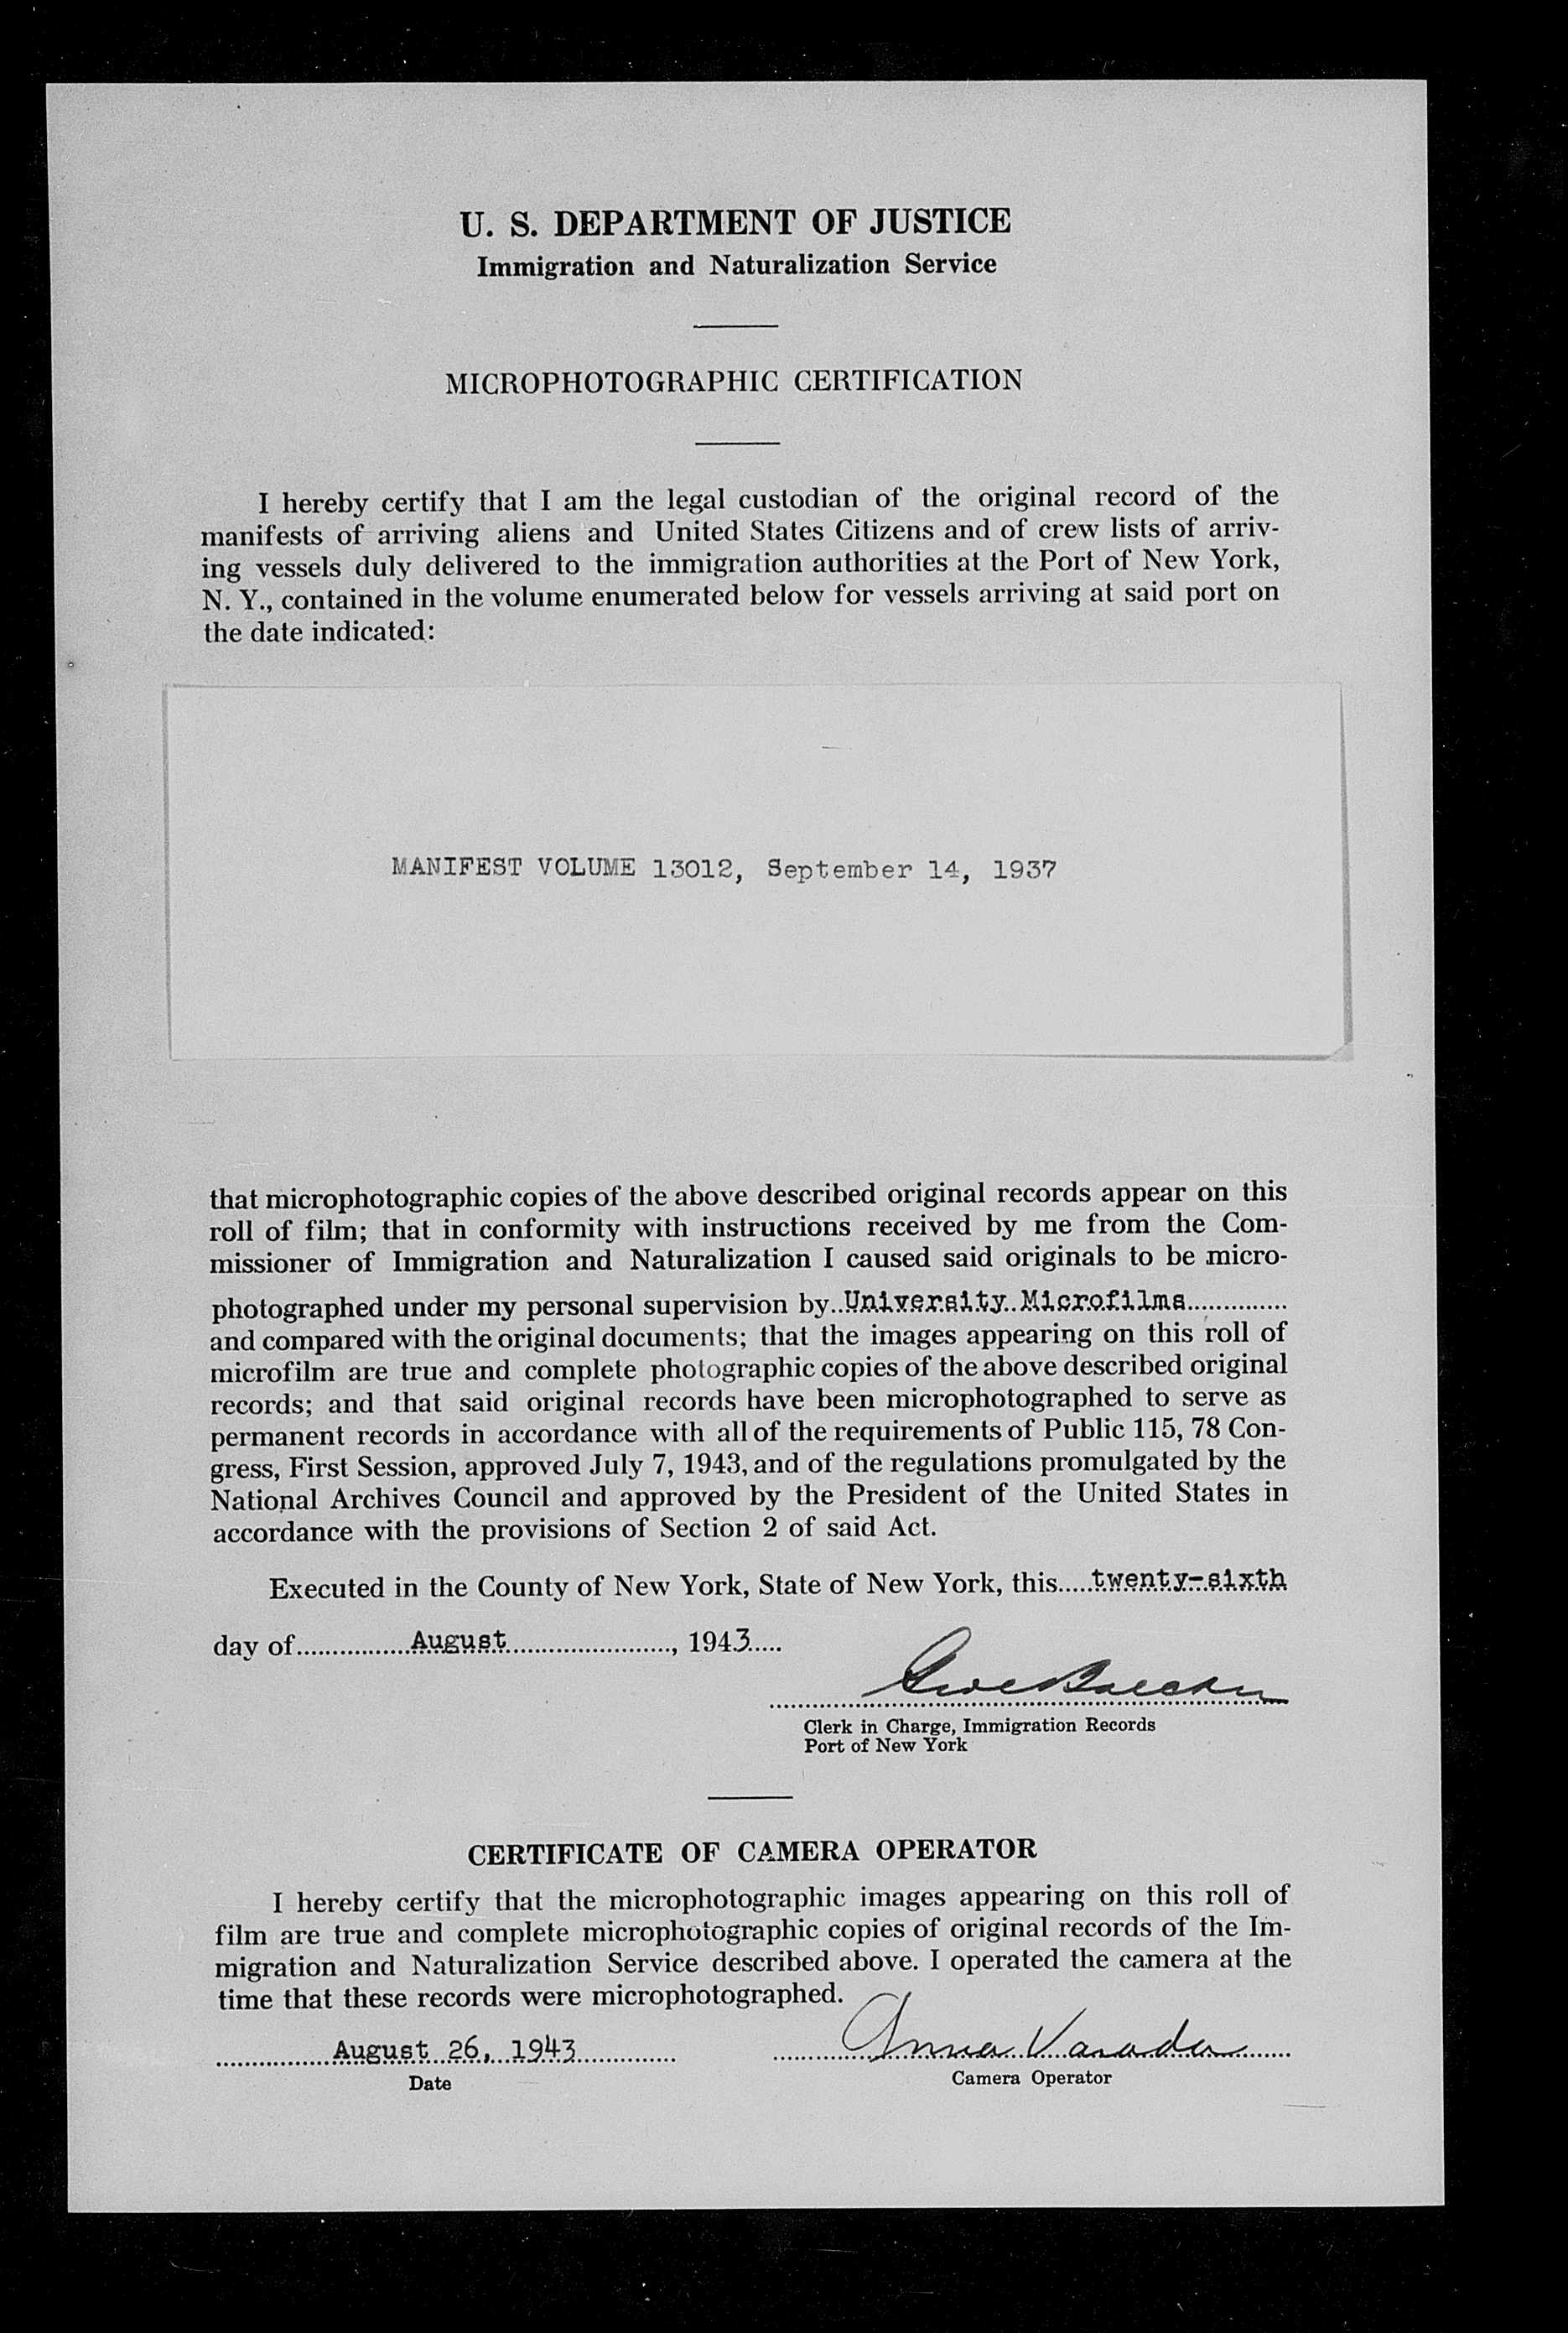 U. S. DEPARTMENT OF JUSTICE
Immigration and Naturalization Service
MICROPHOTOGRAPHIC CERTIFICATION
I hereby certify that I am the legal custodian of the original record of the
manifests of arriving aliens and United States Citizens and of crew lists of arriv-
ing vessels duly delivered to the immigration authorities at the Port of New York,
N. Y., contained in the volume enumerated below for vessels arriving at said port on
the date indicated:
MANIFEST VOLUME 13012, September 14, 1937
that microphotographic copies of the above described original records appear on this
roll of film; that in conformity with instructions received by me from the Com-
missioner of Immigration and Naturalization I caused said originals to be micro-
photographed under my personal supervision by University Microfilms
and compared with the original documents; that the images appearing on this roll of
microfilm are true and complete photographic copies of the above described original
records; and that said original records have been microphotographed to serve as
permanent records in accordance with all of the requirements of Public 115, 78 Con-
gress, First Session, approved July 7, 1943, and of the regulations promulgated by the
National Archives Council and approved by the President of the United States in
accordance with the provisions of Section 2 of said Act.
Executed in the County of New York, State of New York, this twenty-sixth
day of August, 1943
Clerk in Charge, Immigration Records
Port of New York
CERTIFICATE OF CAMERA OPERATOR
I hereby certify that the microphotographic images appearing on this roll of
film are true and complete microphotographic copies of original records of the Im-
migration and Naturalization Service described above. I operated the camera at the
time that these records were microphotographed.
August 26, 1943 Anna Varada
Date Camera Operator